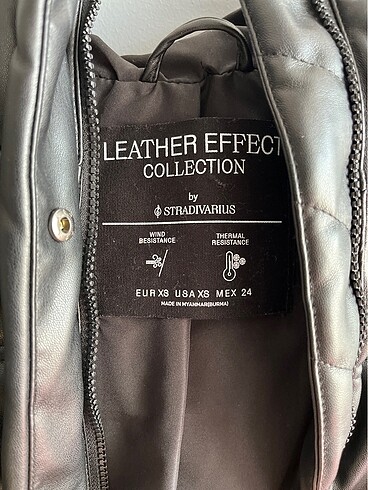 LEATHER EFFECT
COLLECTION
by
STRADIVARIUS
WIND
RESISTANCE
THERMAL
RESISTANCE
EUR XS USA XS MEX 24
MADE IN MYANMAR(BURMA)